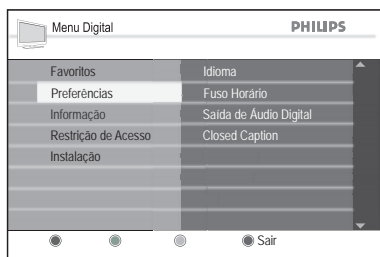 Menu Digital
PHILIPS
Favoritos
Preferências
Informação
Restrição de Acesso
Instalação
Idioma
Fuso Horário
Saída de Áudio Digital
Closed Caption
Sair